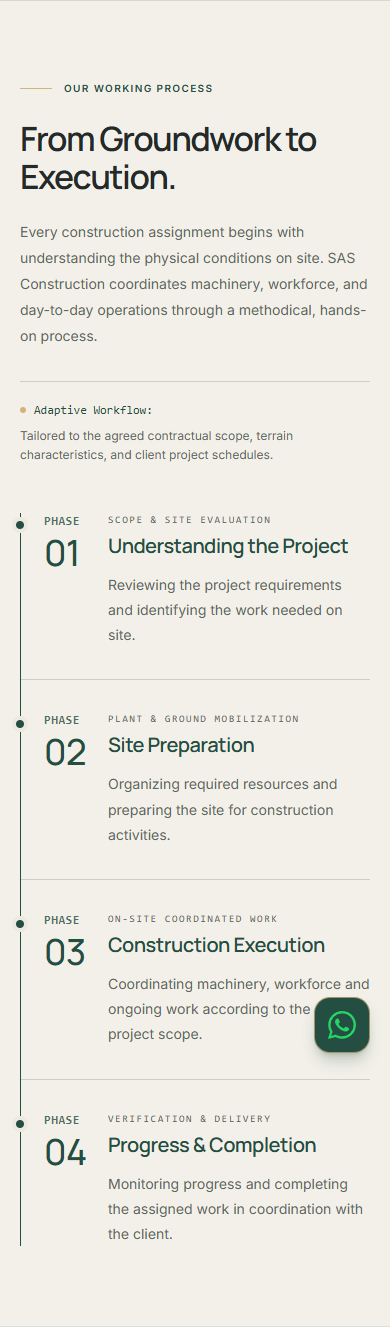 OUR WORKING PROCESS
From Groundwork to
Execution.
Every construction assignment begins with
understanding the physical conditions on site. SAS
Construction coordinates machinery, workforce, and
day-to-day operations through a methodical, hands-
on process.
Adaptive Workflow:
Tailored to the agreed contractual scope, terrain
characteristics, and client project schedules.
PHASE
01
SCOPE & SITE EVALUATION
Understanding the Project
Reviewing the project requirements
and identifying the work needed on
site.
PHASE
02
PLANT & GROUND MOBILIZATION
Site Preparation
Organizing required resources and
preparing the site for construction
activities.
PHASE
03
ON-SITE COORDINATED WORK
Construction Execution
Coordinating machinery, workforce and
ongoing work according to the
project scope.
PHASE
04
VERIFICATION & DELIVERY
Progress & Completion
Monitoring progress and completing
the assigned work in coordination with
the client.